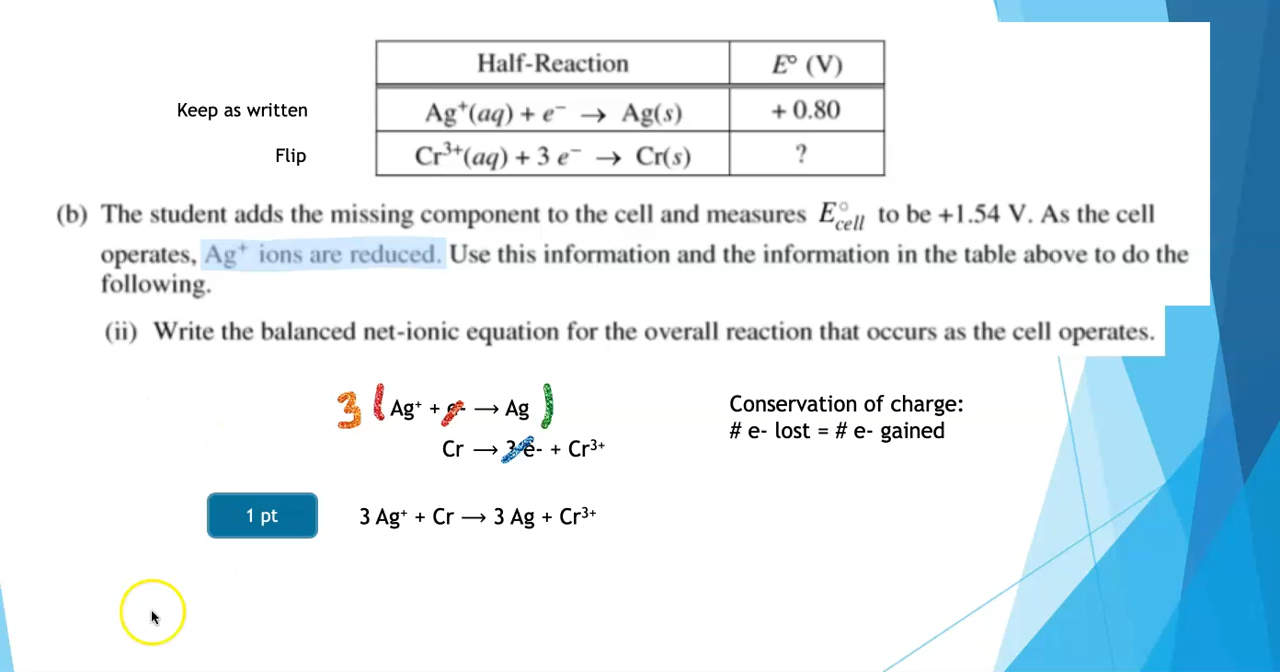 Half-Reaction E° (V)
Keep as written Ag⁺(aq) + e⁻ → Ag(s) + 0.80
Flip Cr³⁺(aq) + 3 e⁻ → Cr(s) ?
(b) The student adds the missing component to the cell and measures E°cell to be +1.54 V. As the cell
operates, Ag⁺ ions are reduced. Use this information and the information in the table above to do the
following.
(ii) Write the balanced net-ionic equation for the overall reaction that occurs as the cell operates.
3 ( Ag⁺ + e- → Ag )
Cr → 3 e- + Cr³⁺
Conservation of charge:
# e- lost = # e- gained
1 pt
3 Ag⁺ + Cr → 3 Ag + Cr³⁺